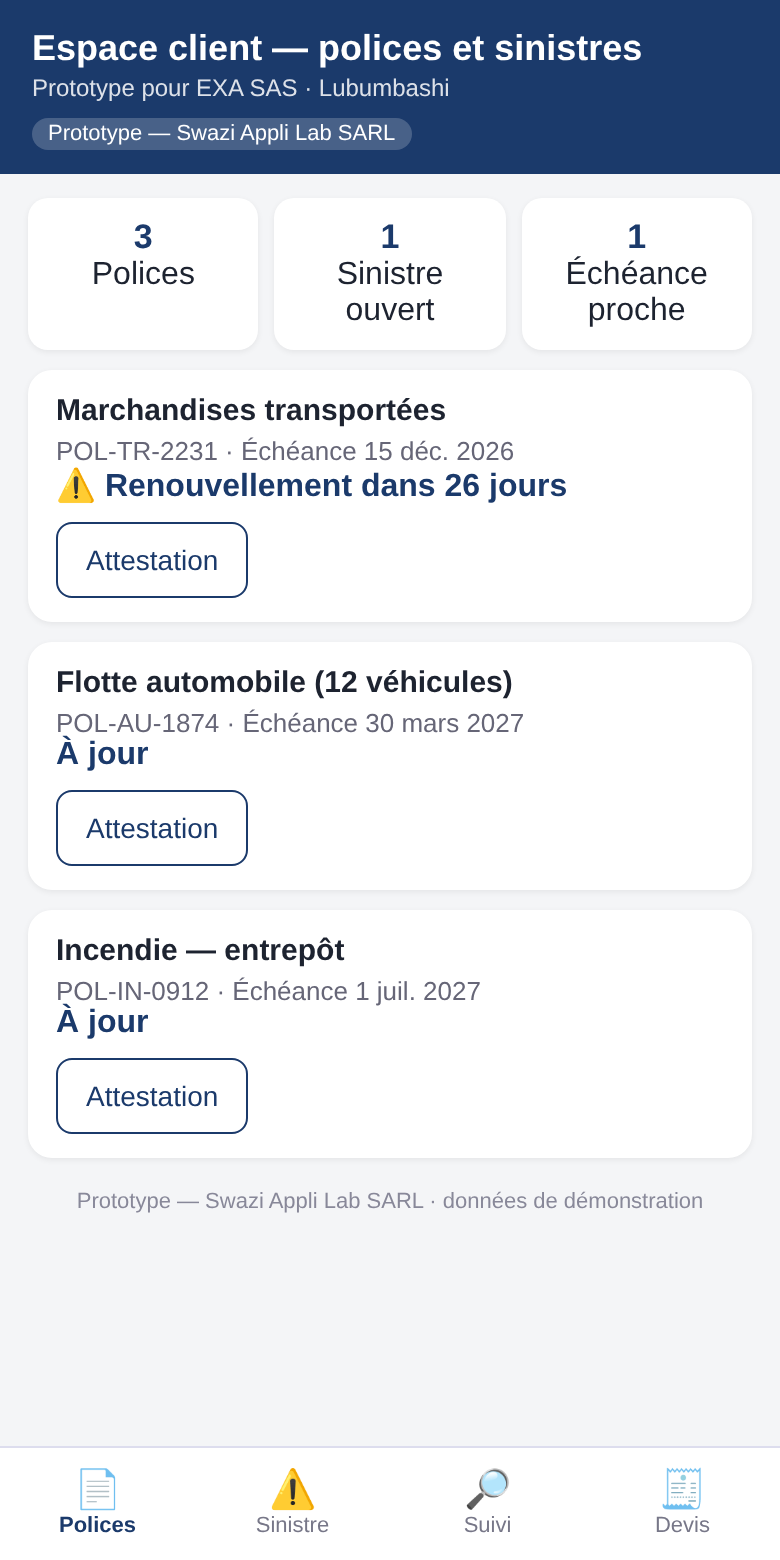 Espace client — polices et sinistres
Prototype pour EXA SAS · Lubumbashi
Prototype — Swazi Appli Lab SARL
3
Polices
1
Sinistre
ouvert
1
Échéance
proche
Marchandises transportées
POL-TR-2231 · Échéance 15 déc. 2026
⚠️ Renouvellement dans 26 jours
Attestation
Flotte automobile (12 véhicules)
POL-AU-1874 · Échéance 30 mars 2027
À jour
Attestation
Incendie — entrepôt
POL-IN-0912 · Échéance 1 juil. 2027
À jour
Attestation
Prototype — Swazi Appli Lab SARL · données de démonstration
Polices
Sinistre
Suivi
Devis